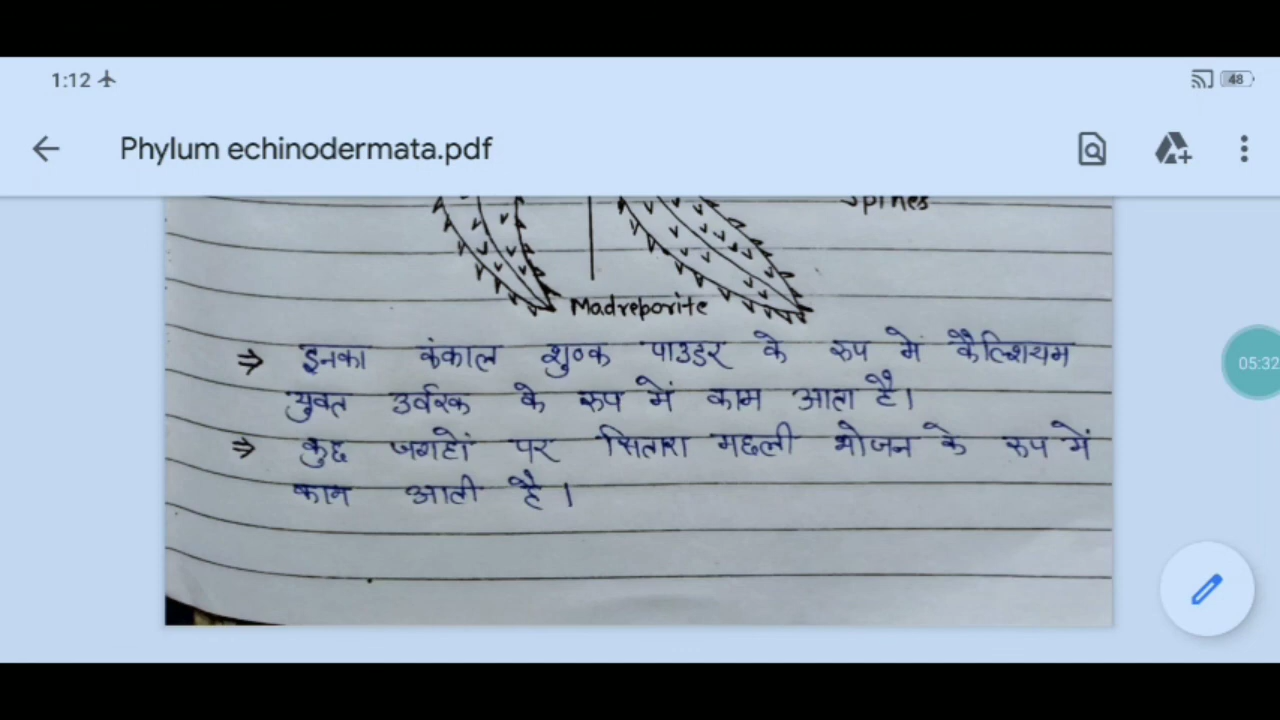 1:12
48
Phylum echinodermata.pdf
Spines
Madreporite
05:32
⇒ इनका कंकाल शुष्क पाउडर के रूप में कैल्शियम
युक्त उर्वरक के रूप में काम आता है।
⇒ कुछ जगहों पर सितारा मछली भोजन के रूप में
काम आती है।